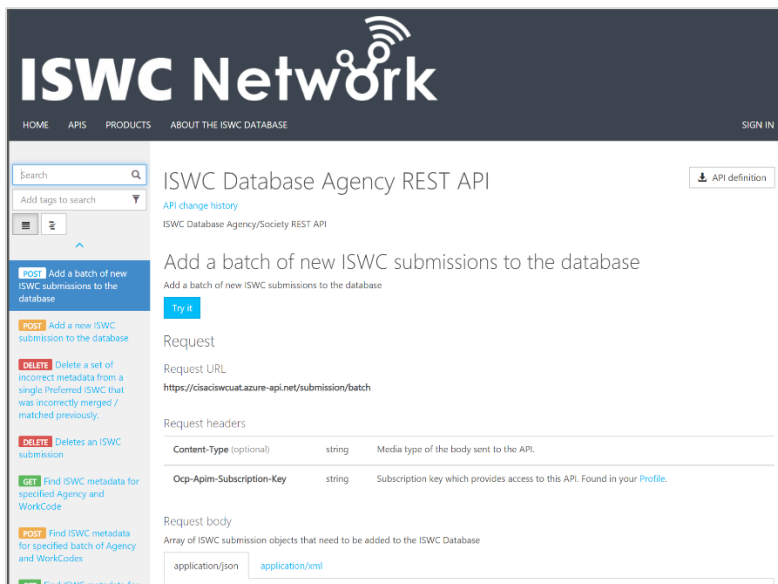 ISWC Network
HOME APIS PRODUCTS ABOUT THE ISWC DATABASE SIGN IN
Search
Add tags to search
POST Add a batch of new
ISWC submissions to the
database
POST Add a new ISWC
submission to the database
DELETE Delete a set of
incorrect metadata from a
single Preferred ISWC that
was incorrectly merged /
matched previously.
DELETE Deletes an ISWC
submission
GET Find ISWC metadata for
specified Agency and
WorkCode
POST Find ISWC metadata
for specified batch of Agency
and WorkCodes
GET Find ISWC metadata for
ISWC Database Agency REST API
API definition
API change history
ISWC Database Agency/Society REST API
Add a batch of new ISWC submissions to the database
Add a batch of new ISWC submissions to the database
Try it
Request
Request URL
https://cisaciswcuat.azure-api.net/submission/batch
Request headers
Content-Type (optional) string Media type of the body sent to the API.
Ocp-Apim-Subscription-Key string Subscription key which provides access to this API. Found in your Profile.
Request body
Array of ISWC submission objects that need to be added to the ISWC Database
application/json application/xml